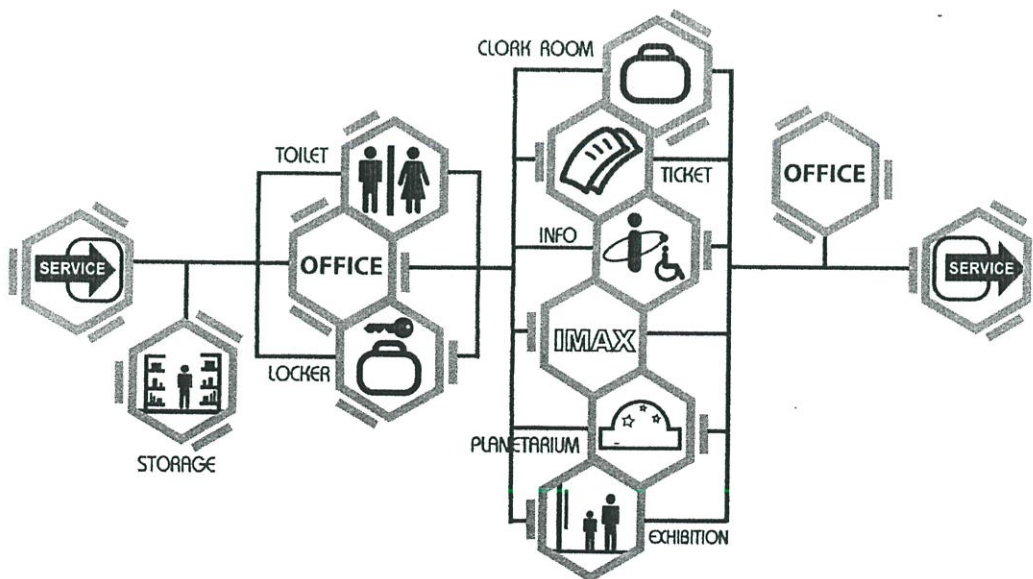 SERVICE
STORAGE
TOILET
OFFICE
LOCKER
CLORK ROOM
TICKET
INFO
IMAX
PLANETARIUM
EXHIBITION
OFFICE
SERVICE